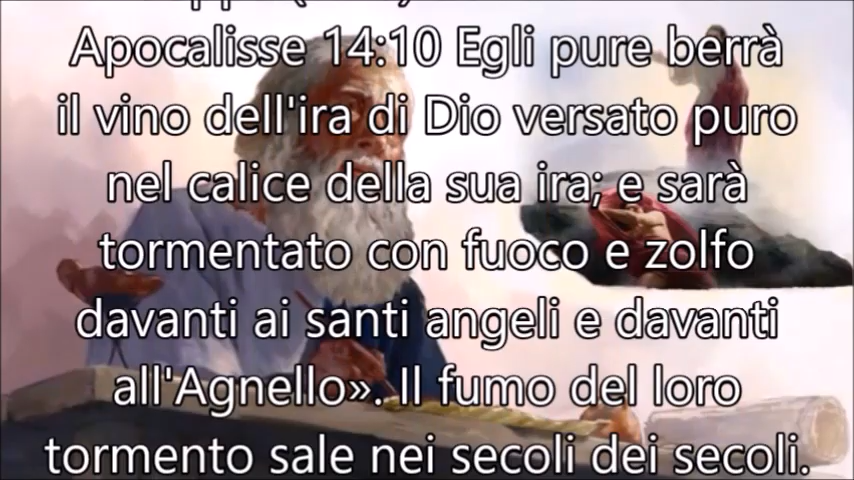 Apocalisse 14:10 Egli pure berrà
il vino dell'ira di Dio versato puro
nel calice della sua ira; e sarà
tormentato con fuoco e zolfo
davanti ai santi angeli e davanti
all'Agnello». Il fumo del loro
tormento sale nei secoli dei secoli.